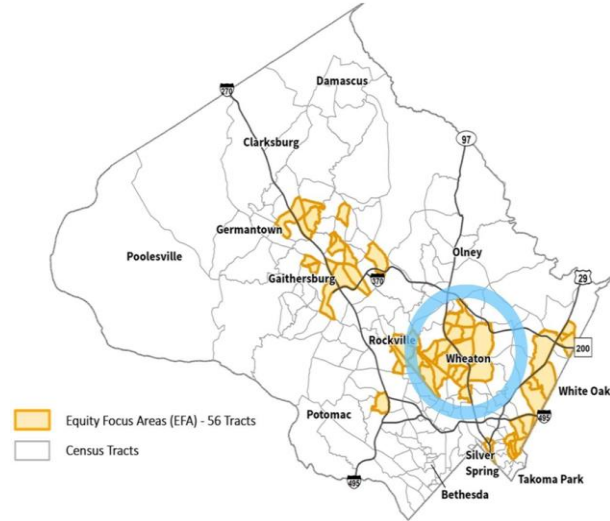 Damascus
270
Clarksburg
97
Germantown
Olney
Poolesville
Gaithersburg
370
29
Rockville
Wheaton
200
White Oak
Equity Focus Areas (EFA) - 56 Tracts
Potomac
495
Census Tracts
Silver
Spring
495
Takoma Park
Bethesda